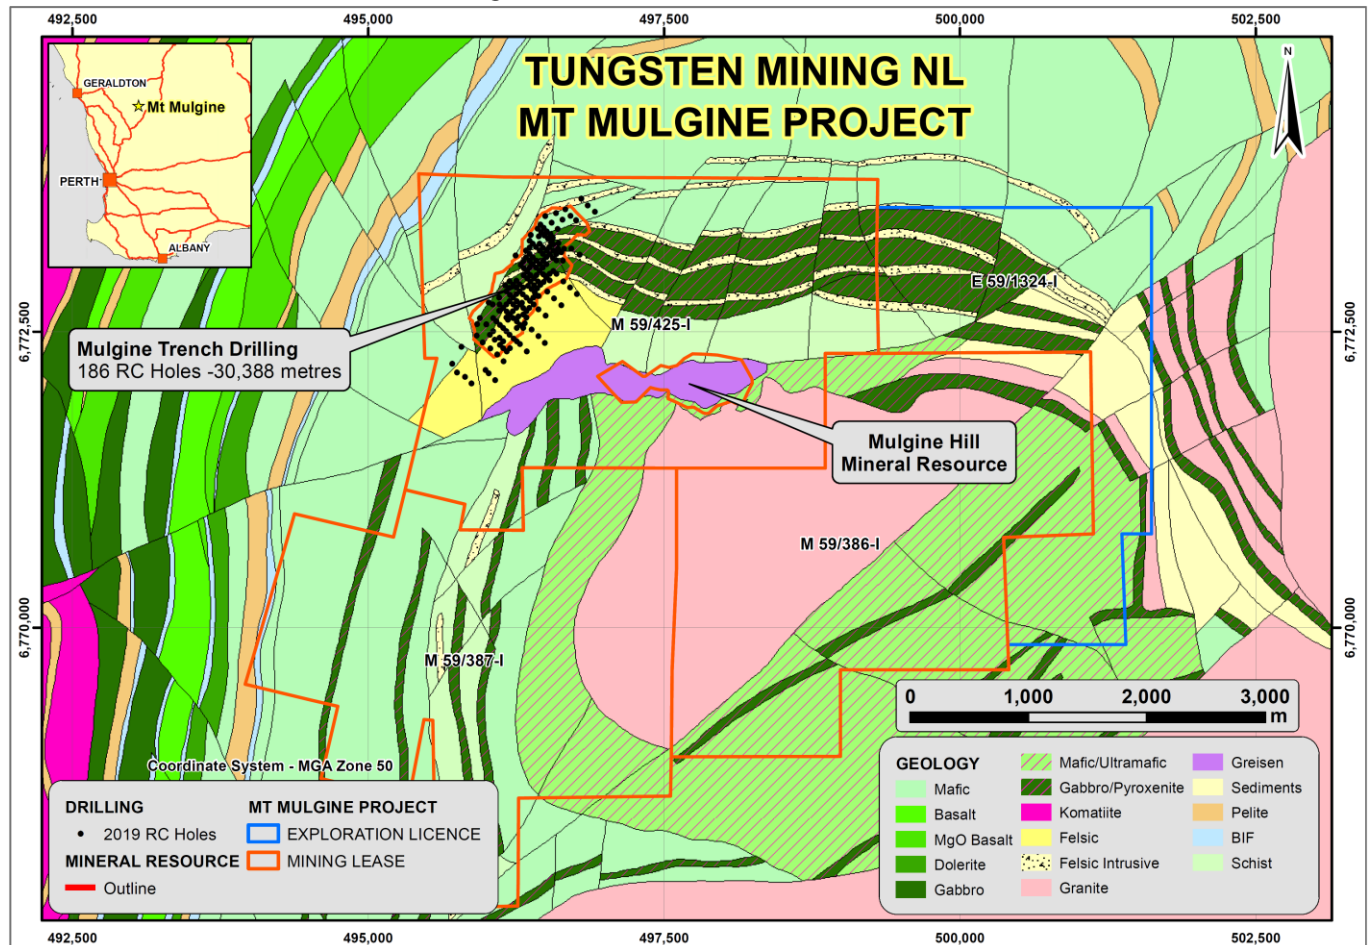 492,500
495,000
497,500
500,000
502,500
TUNGSTEN MINING NL
MT MULGINE PROJECT
N
GERALDTON
Mt Mulgine
PERTH
ALBANY
6,772,500
6,772,500
E 59/1324-I
M 59/425-I
Mulgine Trench Drilling
186 RC Holes -30,388 metres
Mulgine Hill
Mineral Resource
M 59/386-I
6,770,000
6,770,000
M 59/387-I
0 1,000 2,000 3,000
m
Coordinate System - MGA Zone 50
DRILLING
2019 RC Holes
MINERAL RESOURCE
Outline
MT MULGINE PROJECT
EXPLORATION LICENCE
MINING LEASE
GEOLOGY
Mafic
Basalt
MgO Basalt
Dolerite
Gabbro
Mafic/Ultramafic
Gabbro/Pyroxenite
Komatiite
Felsic
Felsic Intrusive
Granite
Greisen
Sediments
Pelite
BIF
Schist
492,500
495,000
497,500
500,000
502,500